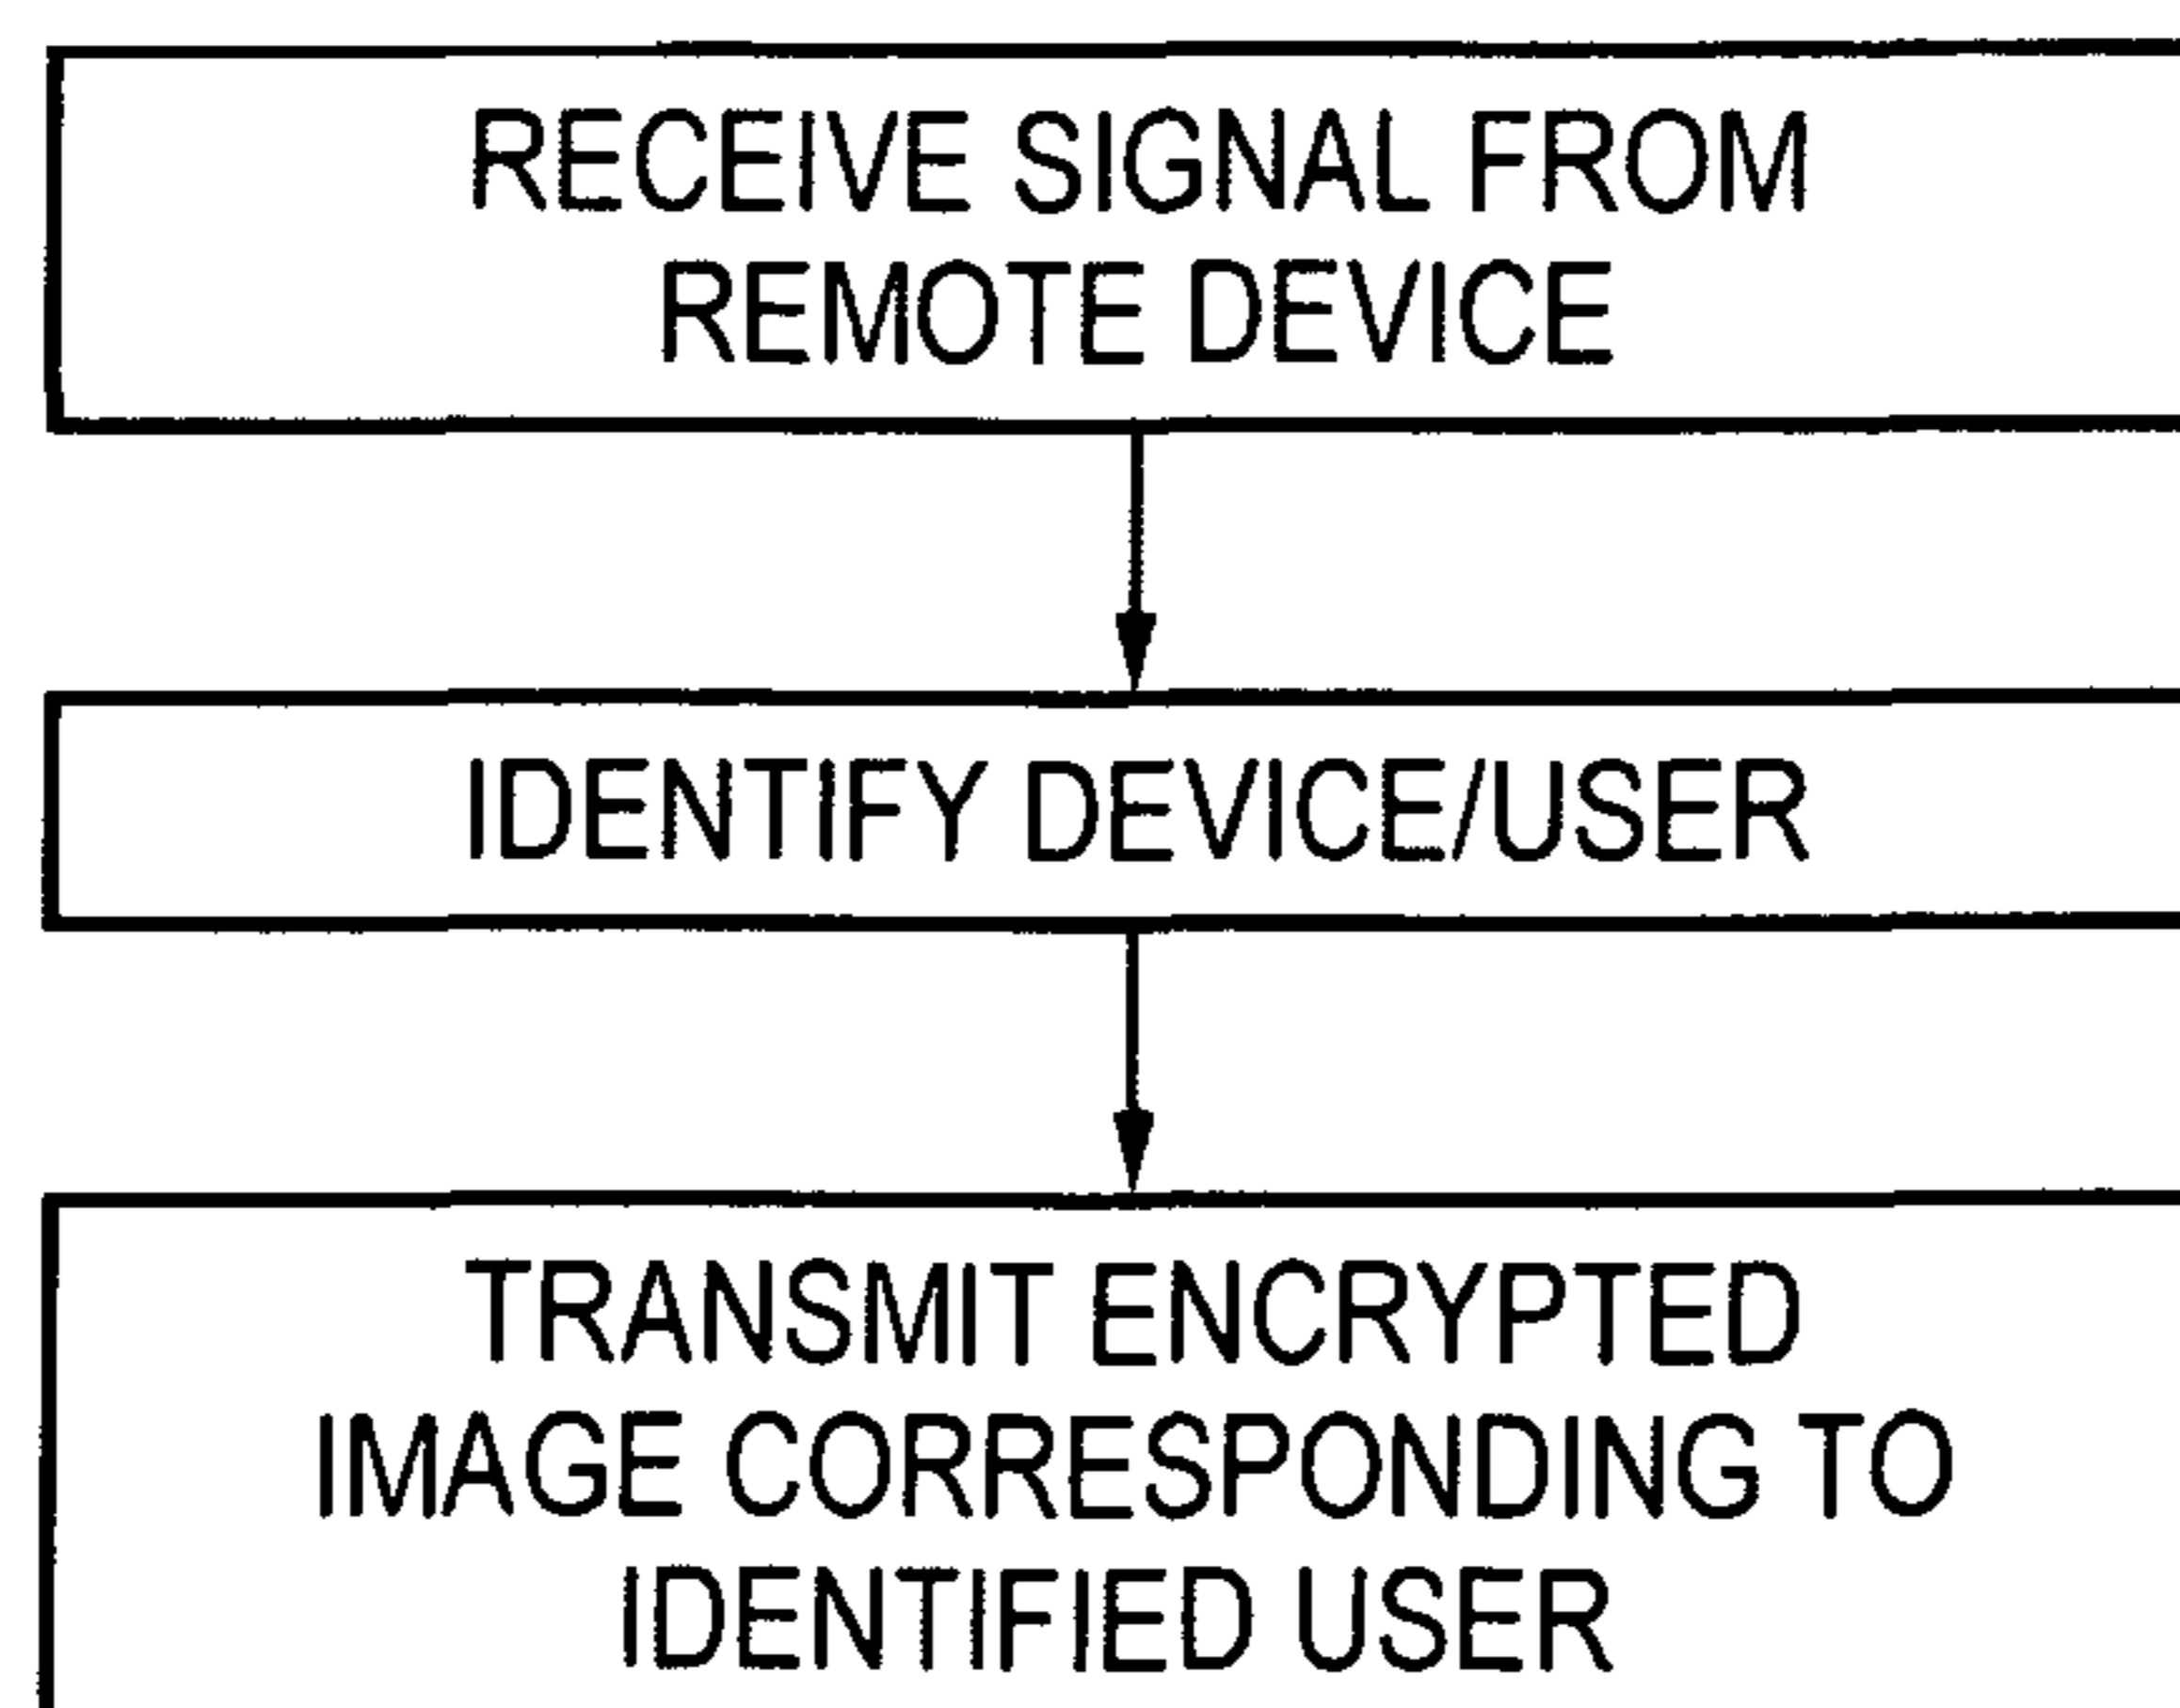 RECEIVE SIGNAL FROM
REMOTE DEVICE
IDENTIFY DEVICE/USER
TRANSMIT ENCRYPTED
IMAGE CORRESPONDING TO
IDENTIFIED USER